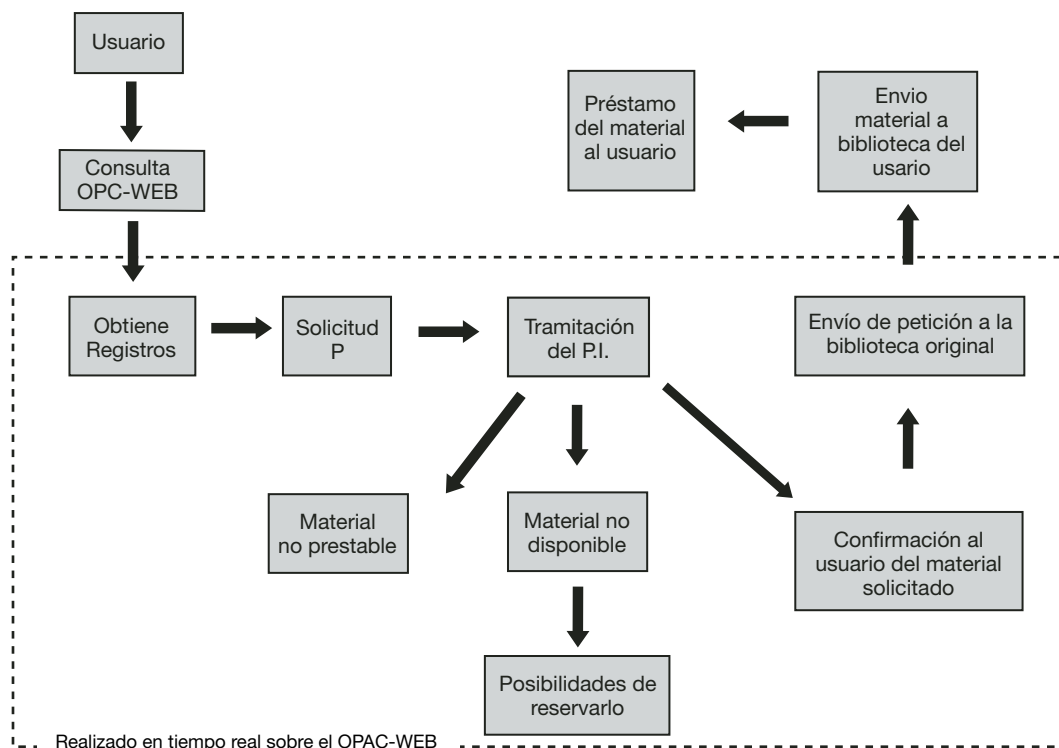 Usuario
Consulta
OPC-WEB
Obtiene
Registros
Solicitud
P
Tramitación
del P.I.
Material
no prestable
Material no
disponible
Posibilidades de
reservarlo
Confirmación al
usuario del material
solicitado
Envío de petición a la
biblioteca original
Envio
material a
biblioteca del
usario
Préstamo
del material
al usuario
Realizado en tiempo real sobre el OPAC-WEB